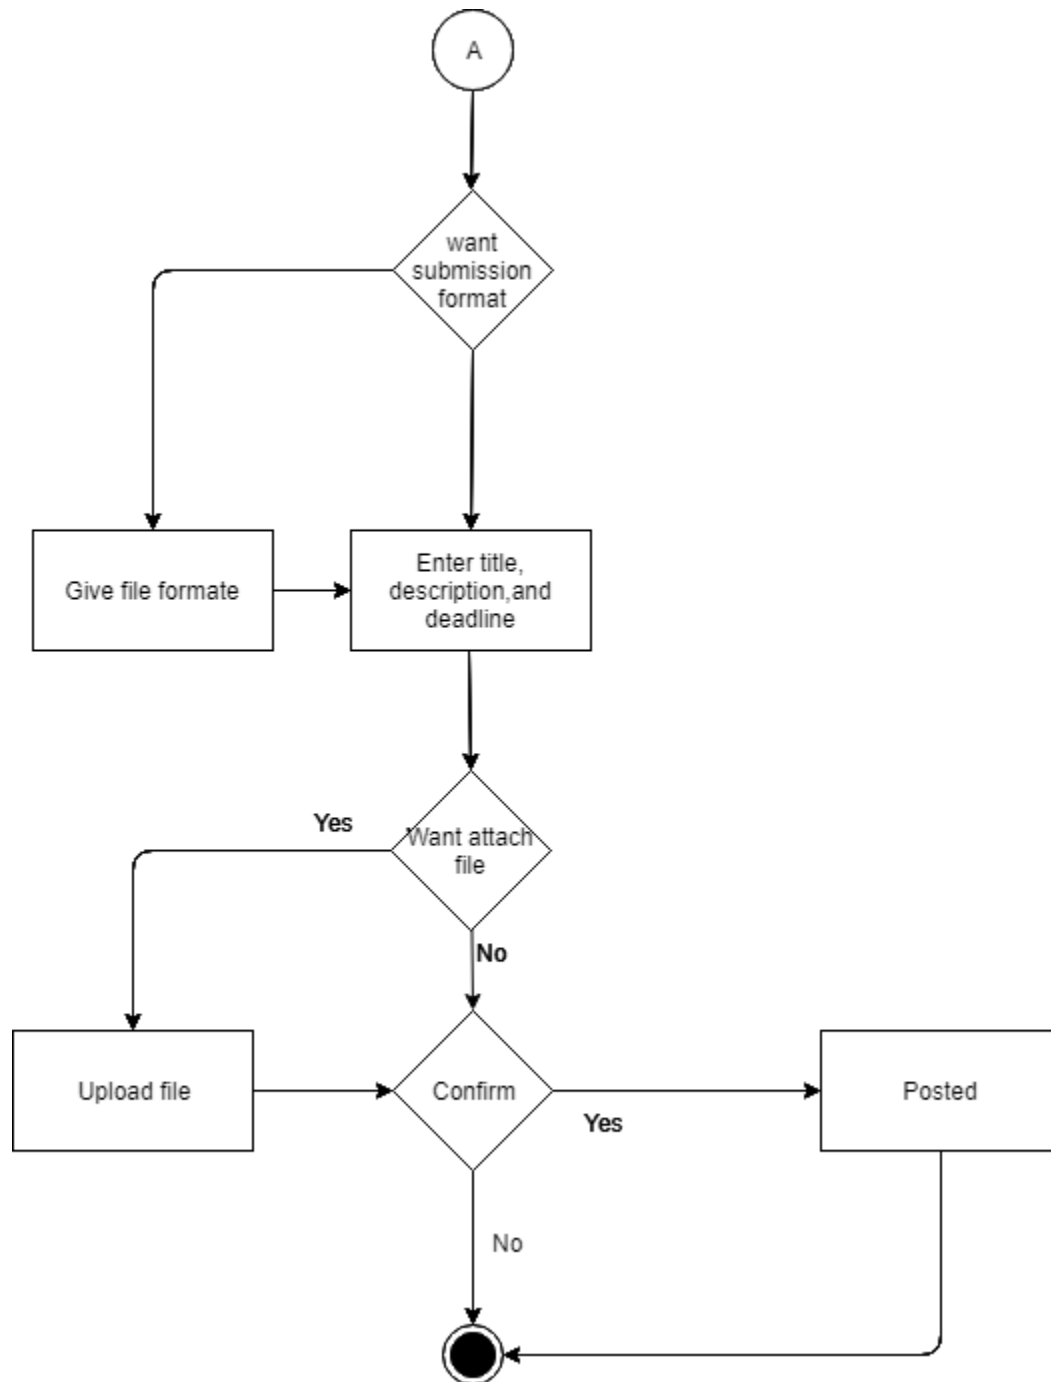 A
want
submission
format
Give file formate
Enter title,
description,and
deadline
Yes
Want attach
file
No
Upload file
Confirm
Yes
Posted
No